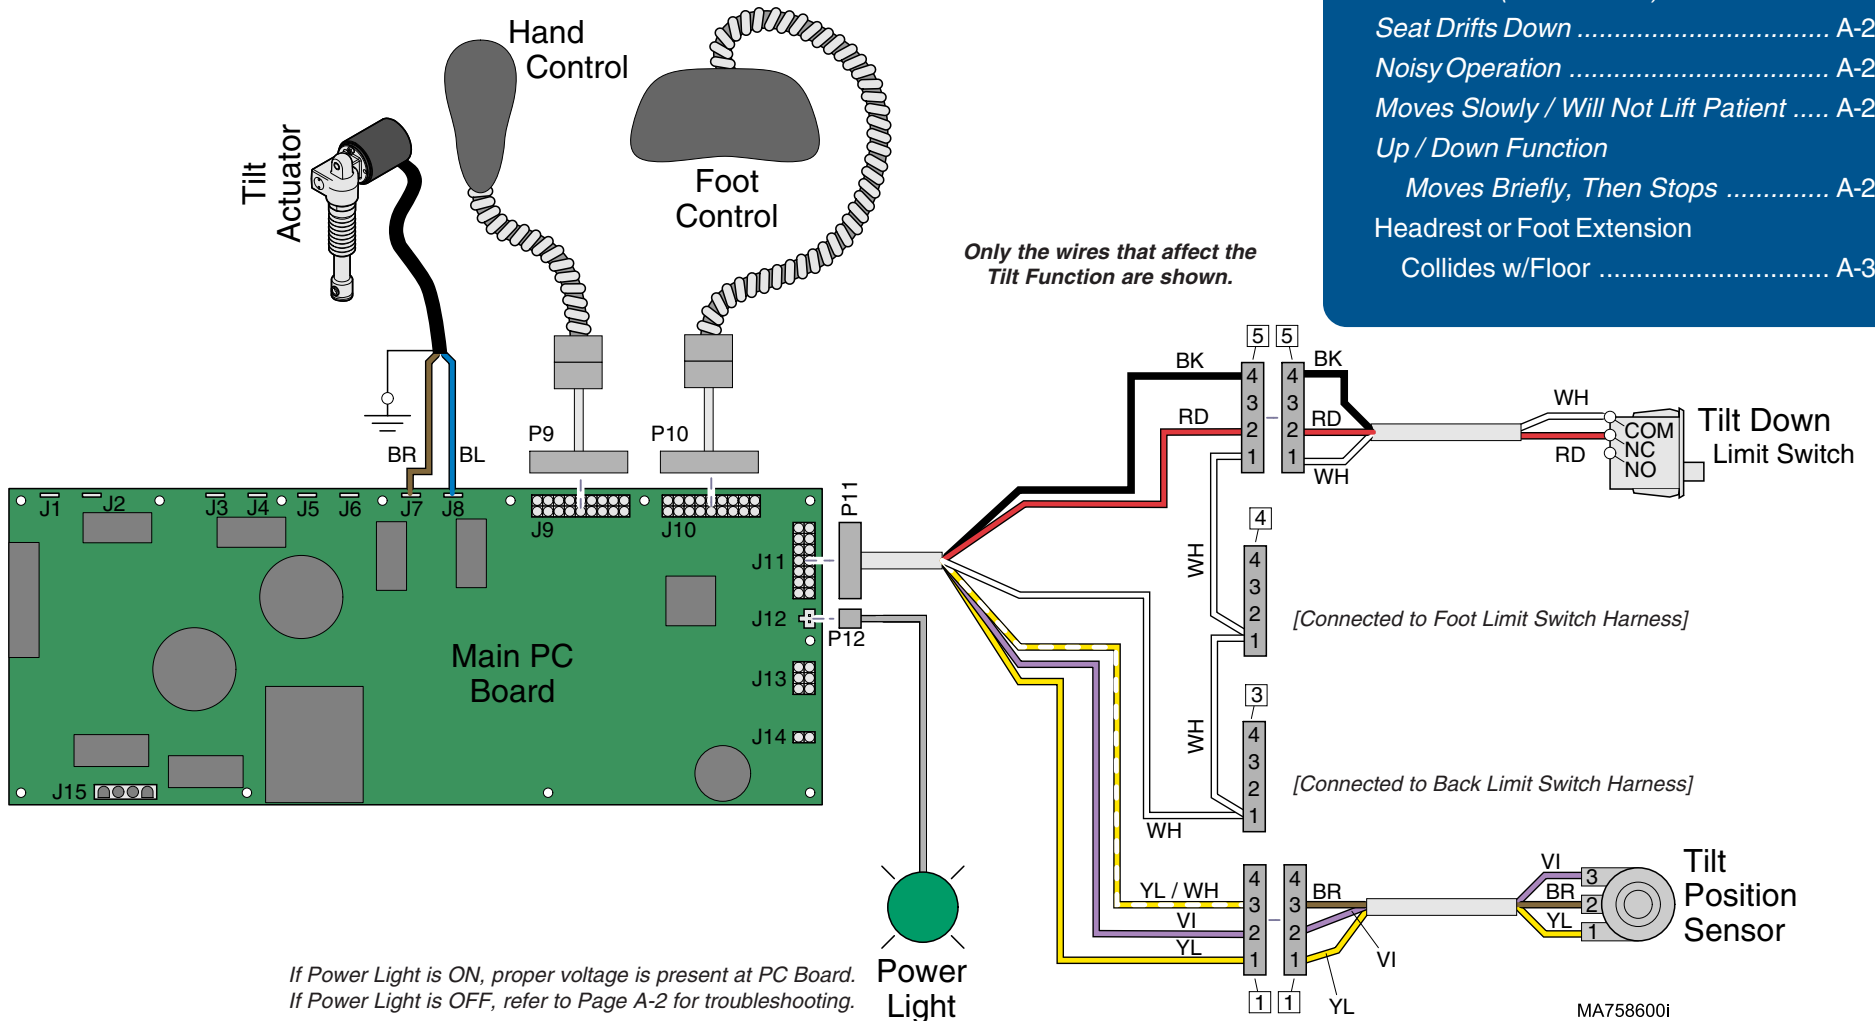 Seat Drifts Down .................................. A-2
Noisy Operation ................................... A-2
Moves Slowly / Will Not Lift Patient ..... A-2
Up / Down Function
Moves Briefly, Then Stops .............. A-2
Headrest or Foot Extension
Collides w/Floor ............................... A-3
Hand
Control
Foot
Control
Tilt
Actuator
Only the wires that affect the
Tilt Function are shown.
BR
BL
P9
P10
P11
P12
J1
J2
J3
J4
J5
J6
J7
J8
J9
J10
J11
J12
J13
J14
J15
Main PC
Board
5
5
BK
4
3
2
1
RD
4
3
2
1
BK
RD
WH
WH
RD
COM
NC
NO
Tilt Down
Limit Switch
WH
4
4
3
2
1
[Connected to Foot Limit Switch Harness]
WH
3
4
3
2
1
[Connected to Back Limit Switch Harness]
WH
YL / WH
VI
YL
4
3
2
1
4
3
2
1
1
1
BR
VI
YL
VI
BR
YL
3
2
1
Tilt
Position
Sensor
If Power Light is ON, proper voltage is present at PC Board.
If Power Light is OFF, refer to Page A-2 for troubleshooting.
Power
Light
MA758600i